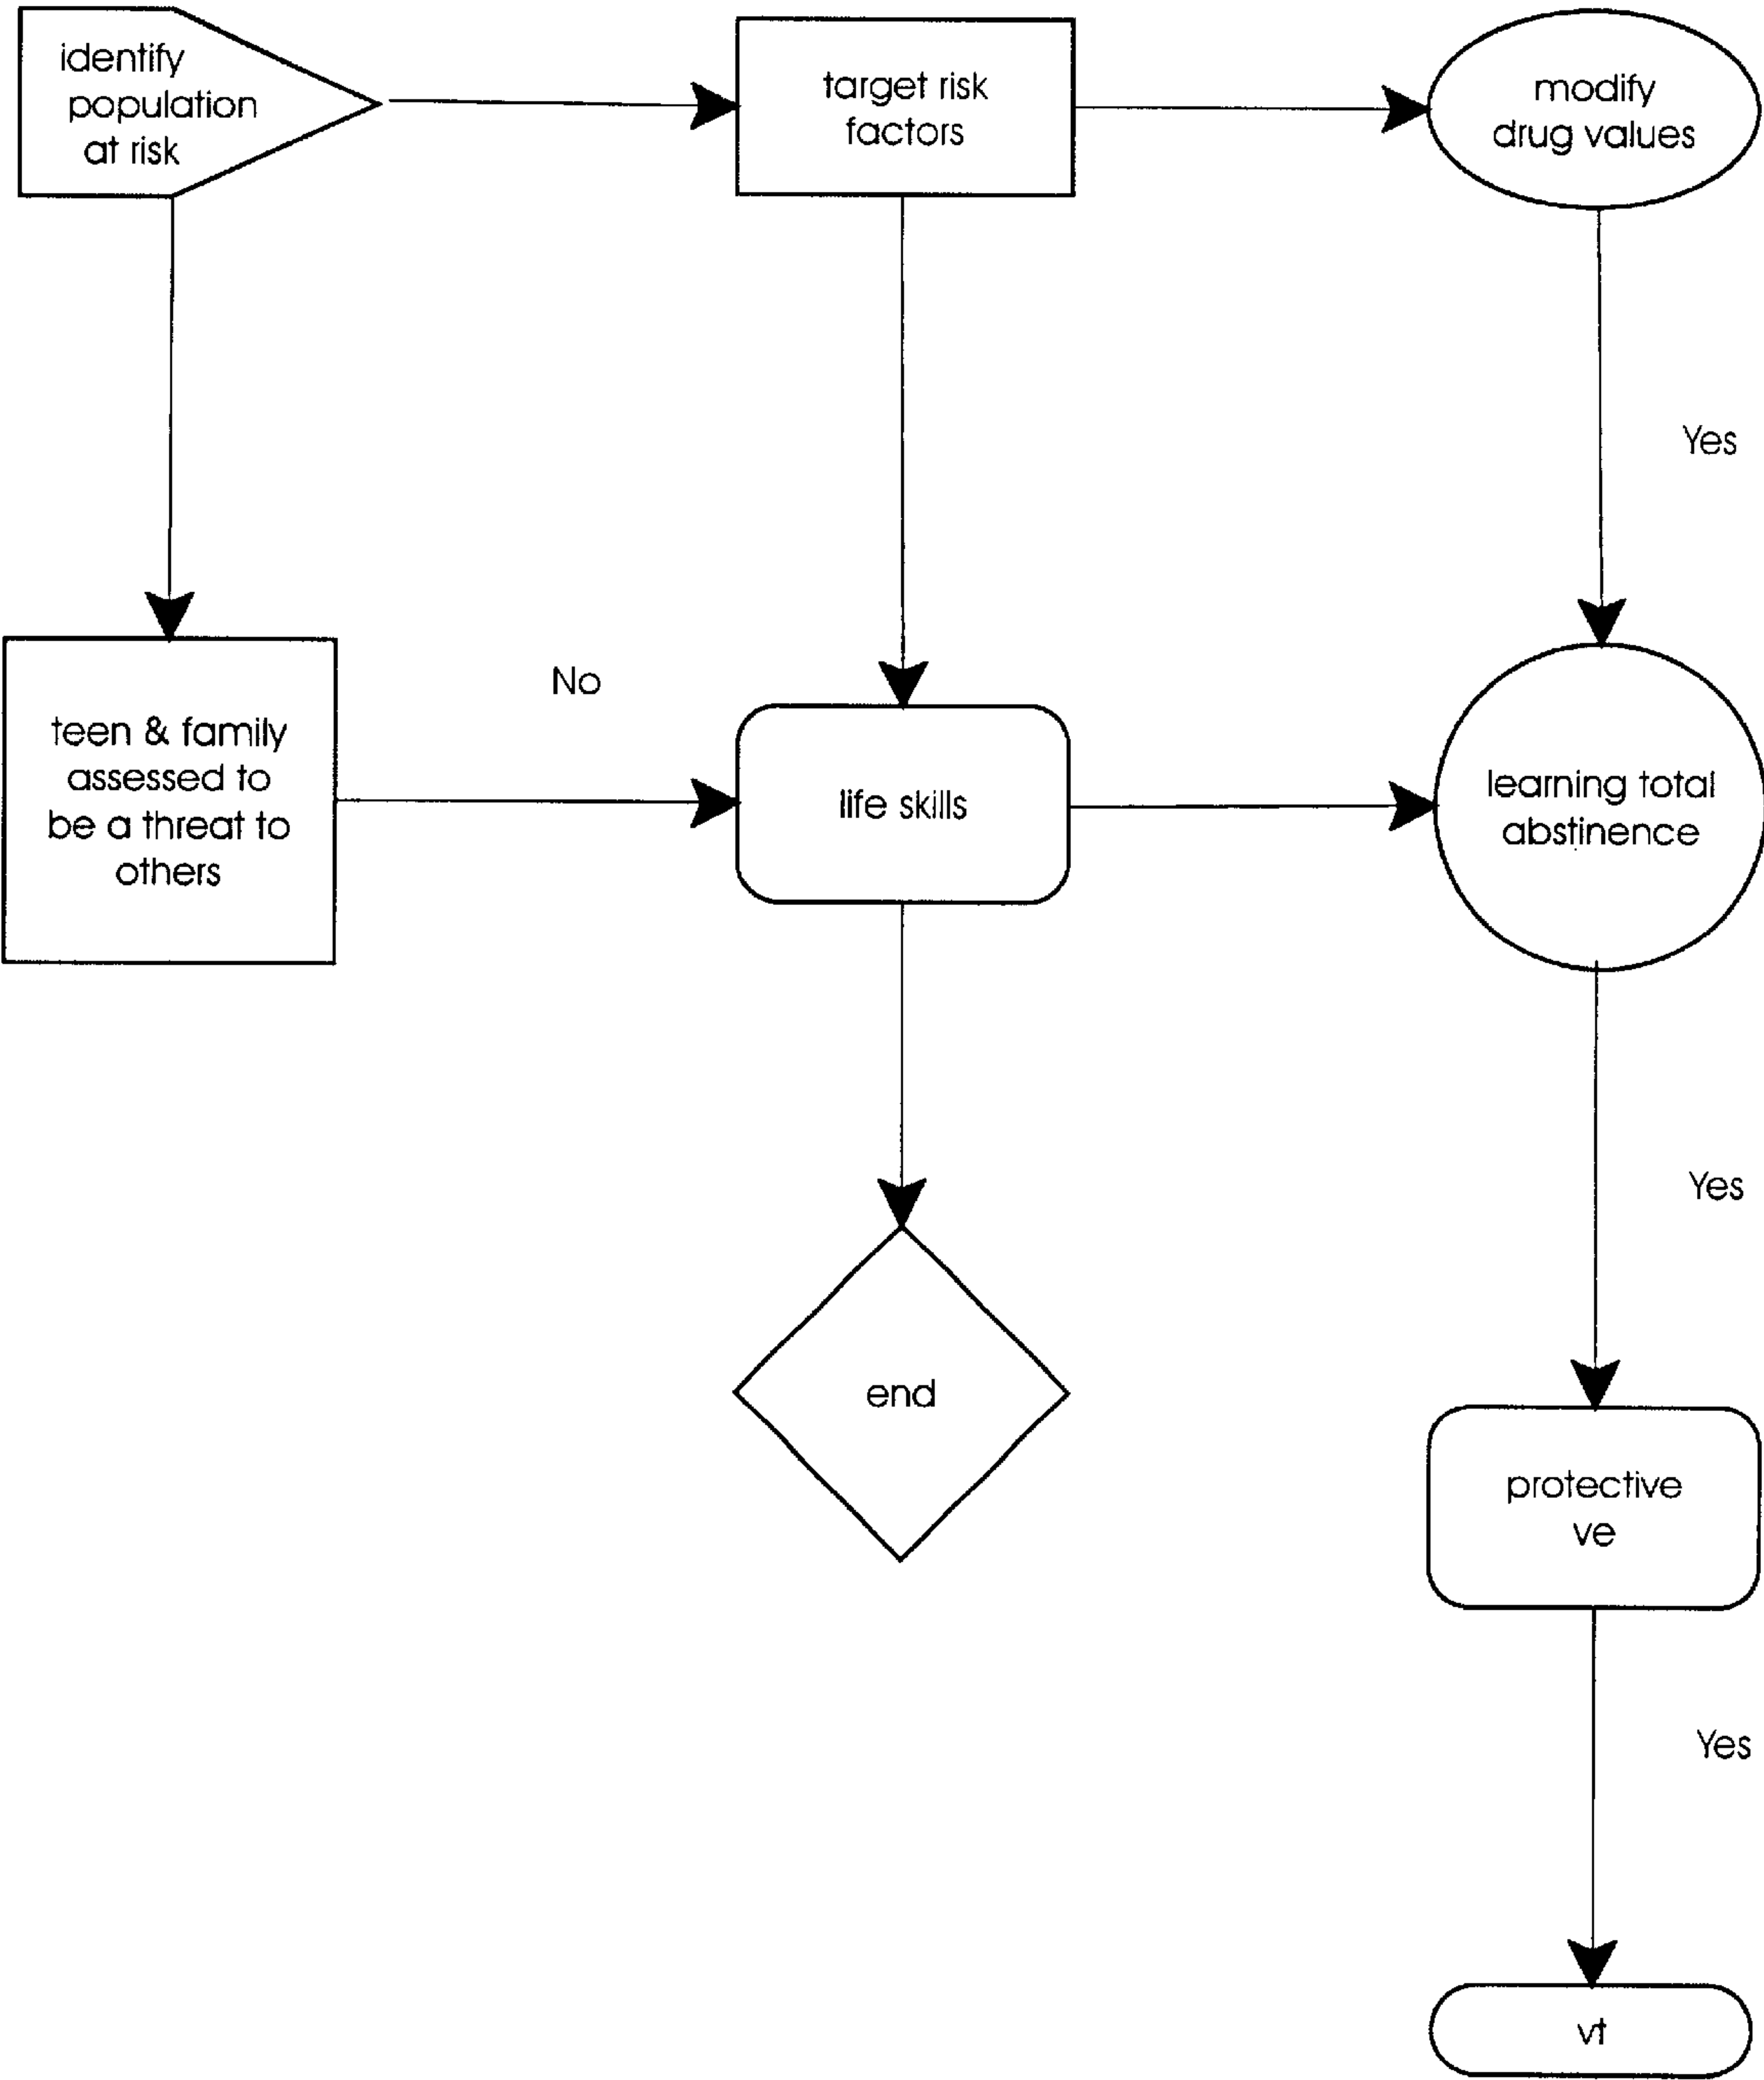 identify
population
at risk
target risk
factors
modify
drug values
Yes
No
teen & family
assessed to
be a threat to
others
life skills
learning total
abstinence
Yes
end
protective
ve
Yes
vt